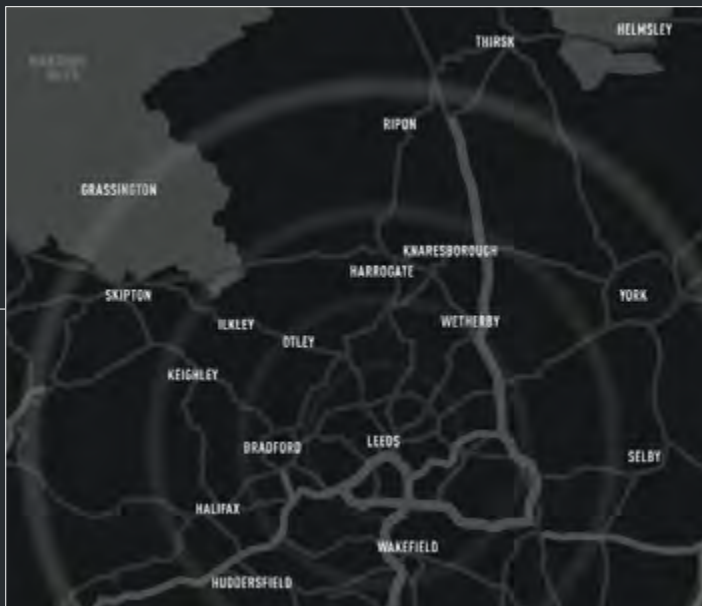 HELMSLEY
THIRSK
RIPON
GRASSINGTON
KNARESBOROUGH
HARROGATE
SKIPTON
YORK
ILKLEY
WETHERBY
OTLEY
KEIGHLEY
BRADFORD
LEEDS
SELBY
HALIFAX
WAKEFIELD
HUDDERSFIELD